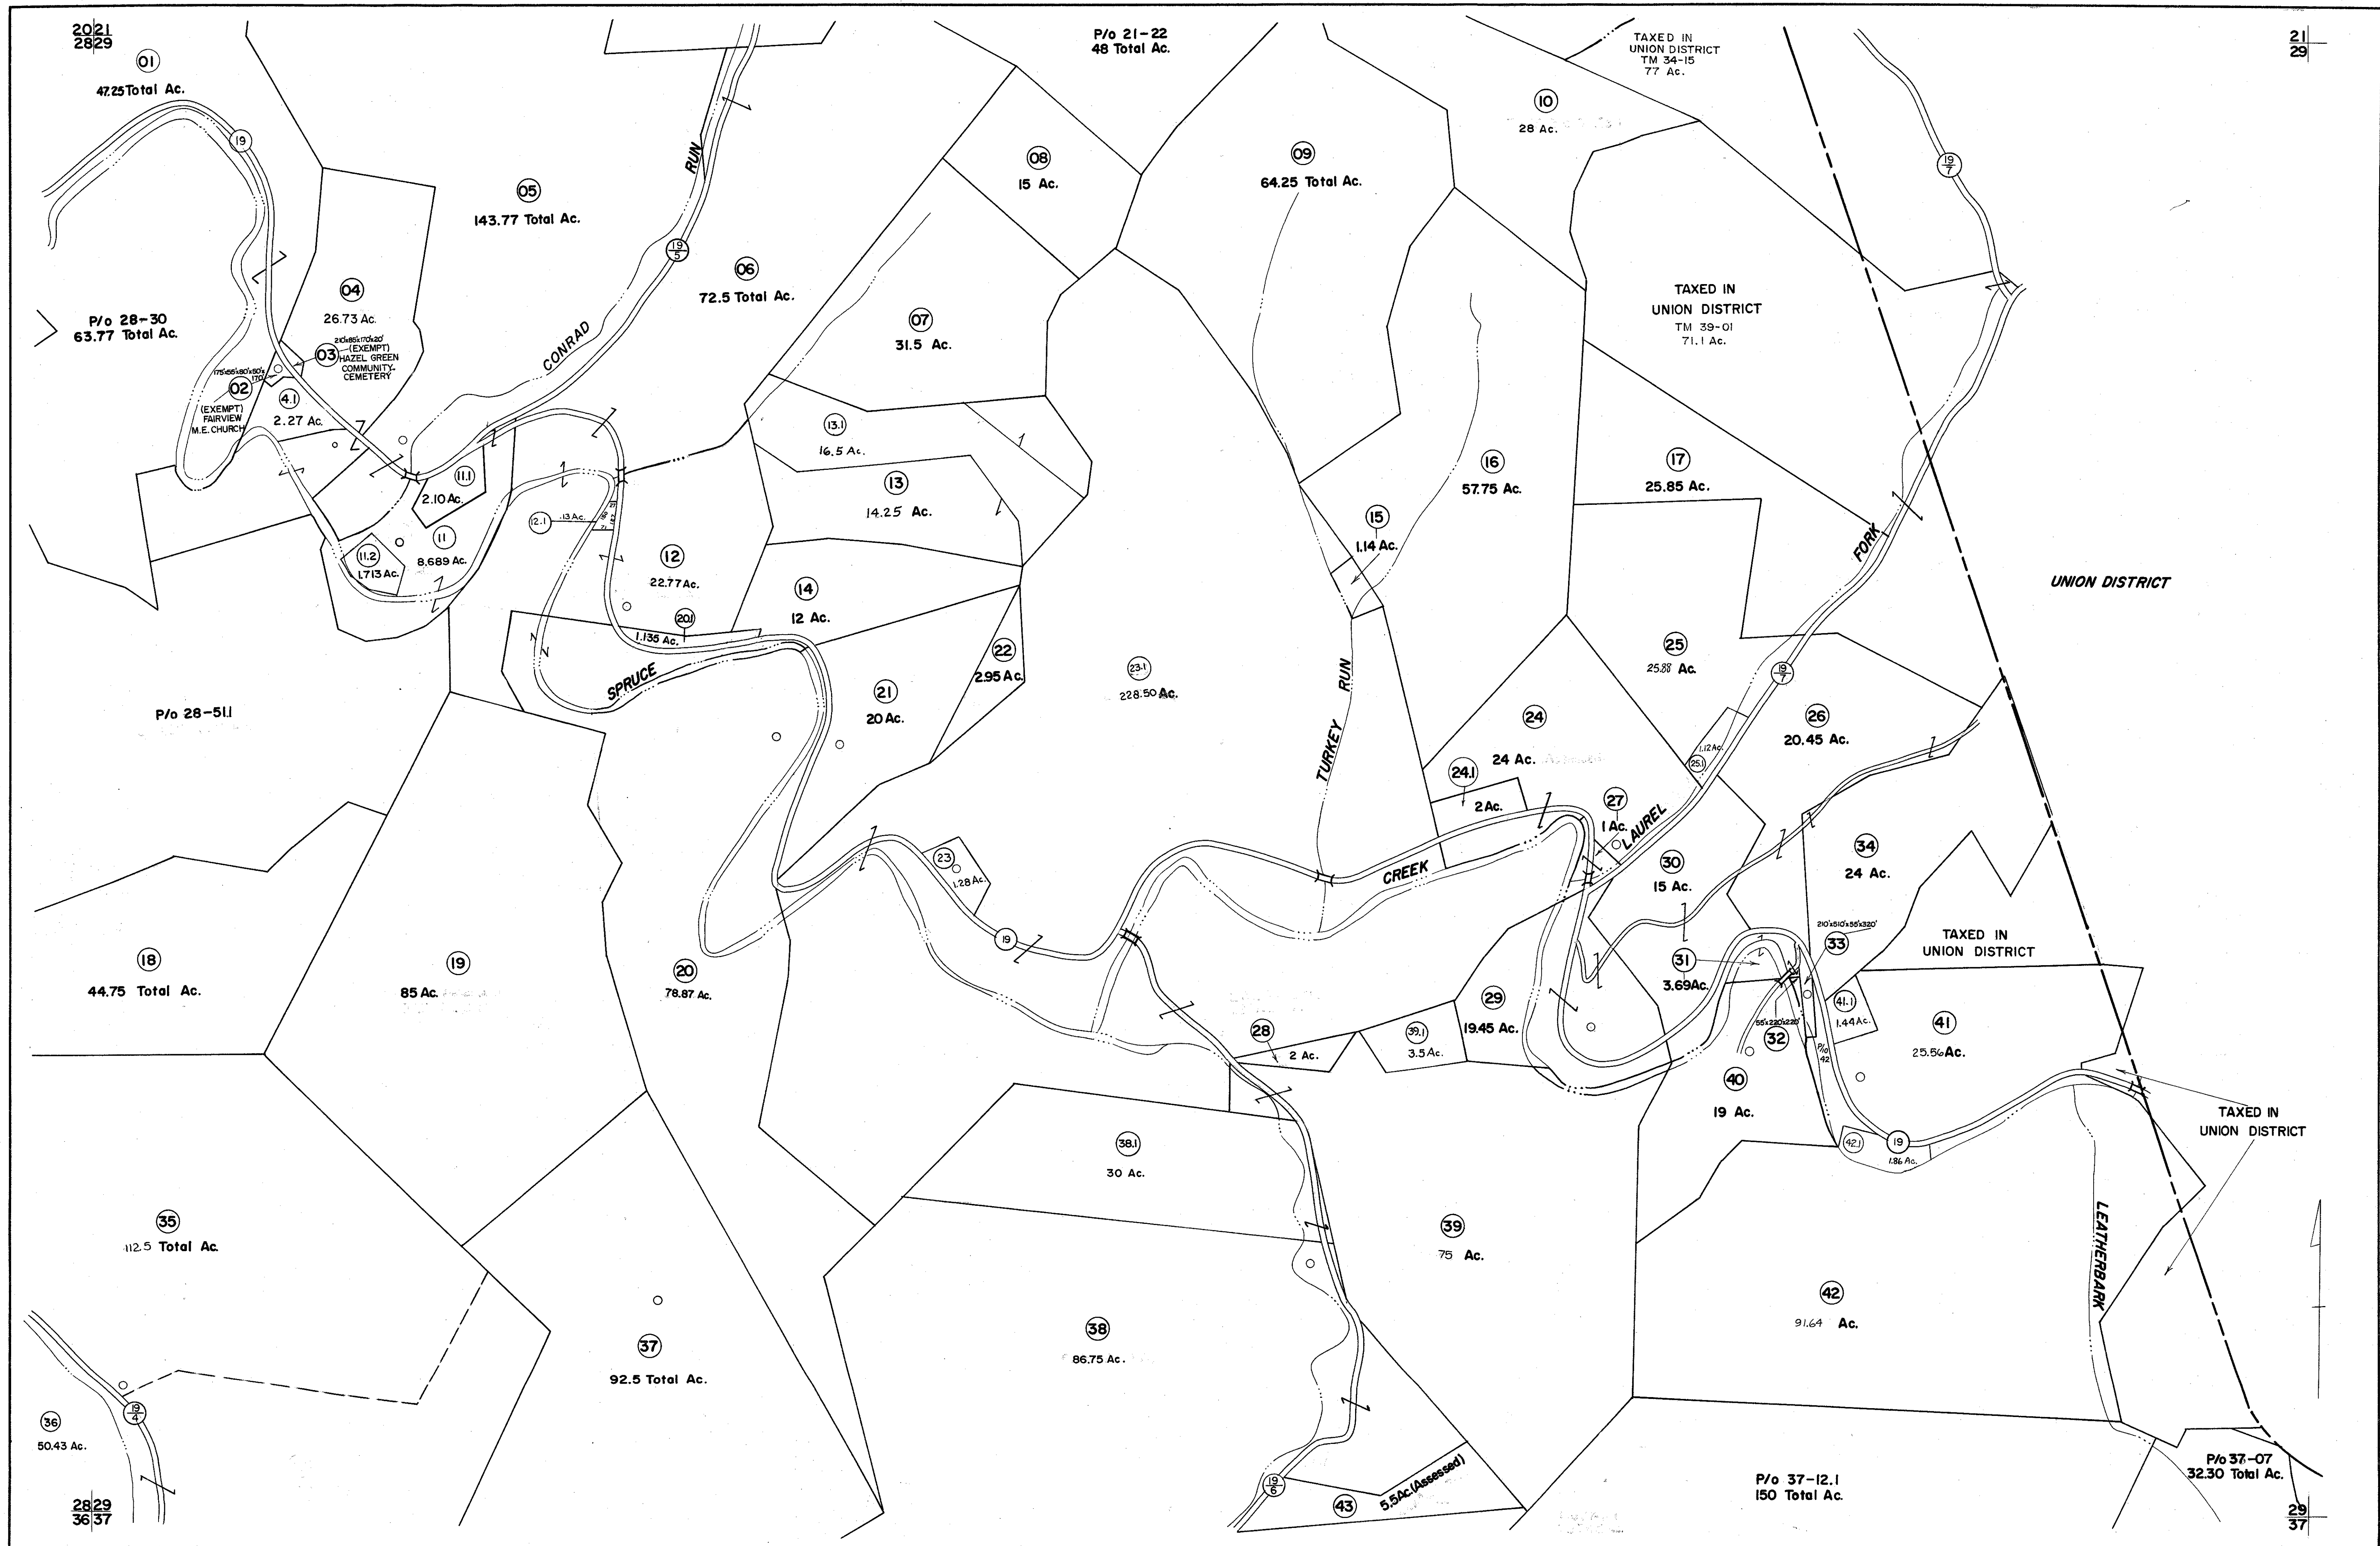 20 21
28 29
01
47.25 Total Ac.
19
P/o 21-22
48 Total Ac.
TAXED IN
UNION DISTRICT
TM 34-15
77 Ac.
21
29
10
28 Ac.
08
15 Ac.
09
64.25 Total Ac.
19
7
05
143.77 Total Ac.
RUN
19
5
06
72.5 Total Ac.
04
26.73 Ac.
P/o 28-30
63.77 Total Ac.
07
31.5 Ac.
CONRAD
TAXED IN
UNION DISTRICT
TM 39-01
71.1 Ac.
210'x85'x170'x20'
03
(EXEMPT)
HAZEL GREEN
COMMUNITY
CEMETERY
02
(EXEMPT)
FAIRVIEW
M.E. CHURCH
4.1
2.27 Ac.
13.1
16.5 Ac.
13
14.25 Ac.
11.1
2.10 Ac.
11
8.689 Ac.
11.2
1.713 Ac.
12.1
.13 Ac.
12
22.77 Ac.
14
12 Ac.
20.1
1.135 Ac.
16
57.75 Ac.
15
1.14 Ac.
17
25.85 Ac.
FORK
UNION DISTRICT
SPRUCE
P/o 28-51.1
21
20 Ac.
22
2.95 Ac.
23.1
228.50 Ac.
TURKEY
RUN
24
24 Ac.
24.1
2 Ac.
25
25.88 Ac.
19
7
25.1
1.12 Ac.
26
20.45 Ac.
27
1 Ac.
LAUREL
CREEK
23
1.28 Ac.
19
30
15 Ac.
34
24 Ac.
210'x510'x55'x320'
33
TAXED IN
UNION DISTRICT
18
44.75 Total Ac.
19
85 Ac.
20
78.87 Ac.
31
3.69 Ac.
29
19.45 Ac.
28
2 Ac.
39.1
3.5 Ac.
55'x220'x220'
32
P/o
42
41.1
1.44 Ac.
41
25.56 Ac.
40
19 Ac.
42.1
19
1.86 Ac.
TAXED IN
UNION DISTRICT
38.1
30 Ac.
35
112.5 Total Ac.
39
75 Ac.
LEATHERBARK
42
91.64 Ac.
37
92.5 Total Ac.
38
86.75 Ac.
36
50.43 Ac.
19
4
19
6
43
5.5 Ac. (Assessed)
P/o 37-12.1
150 Total Ac.
P/o 37-07
32.30 Total Ac.
28 29
36 37
29
37